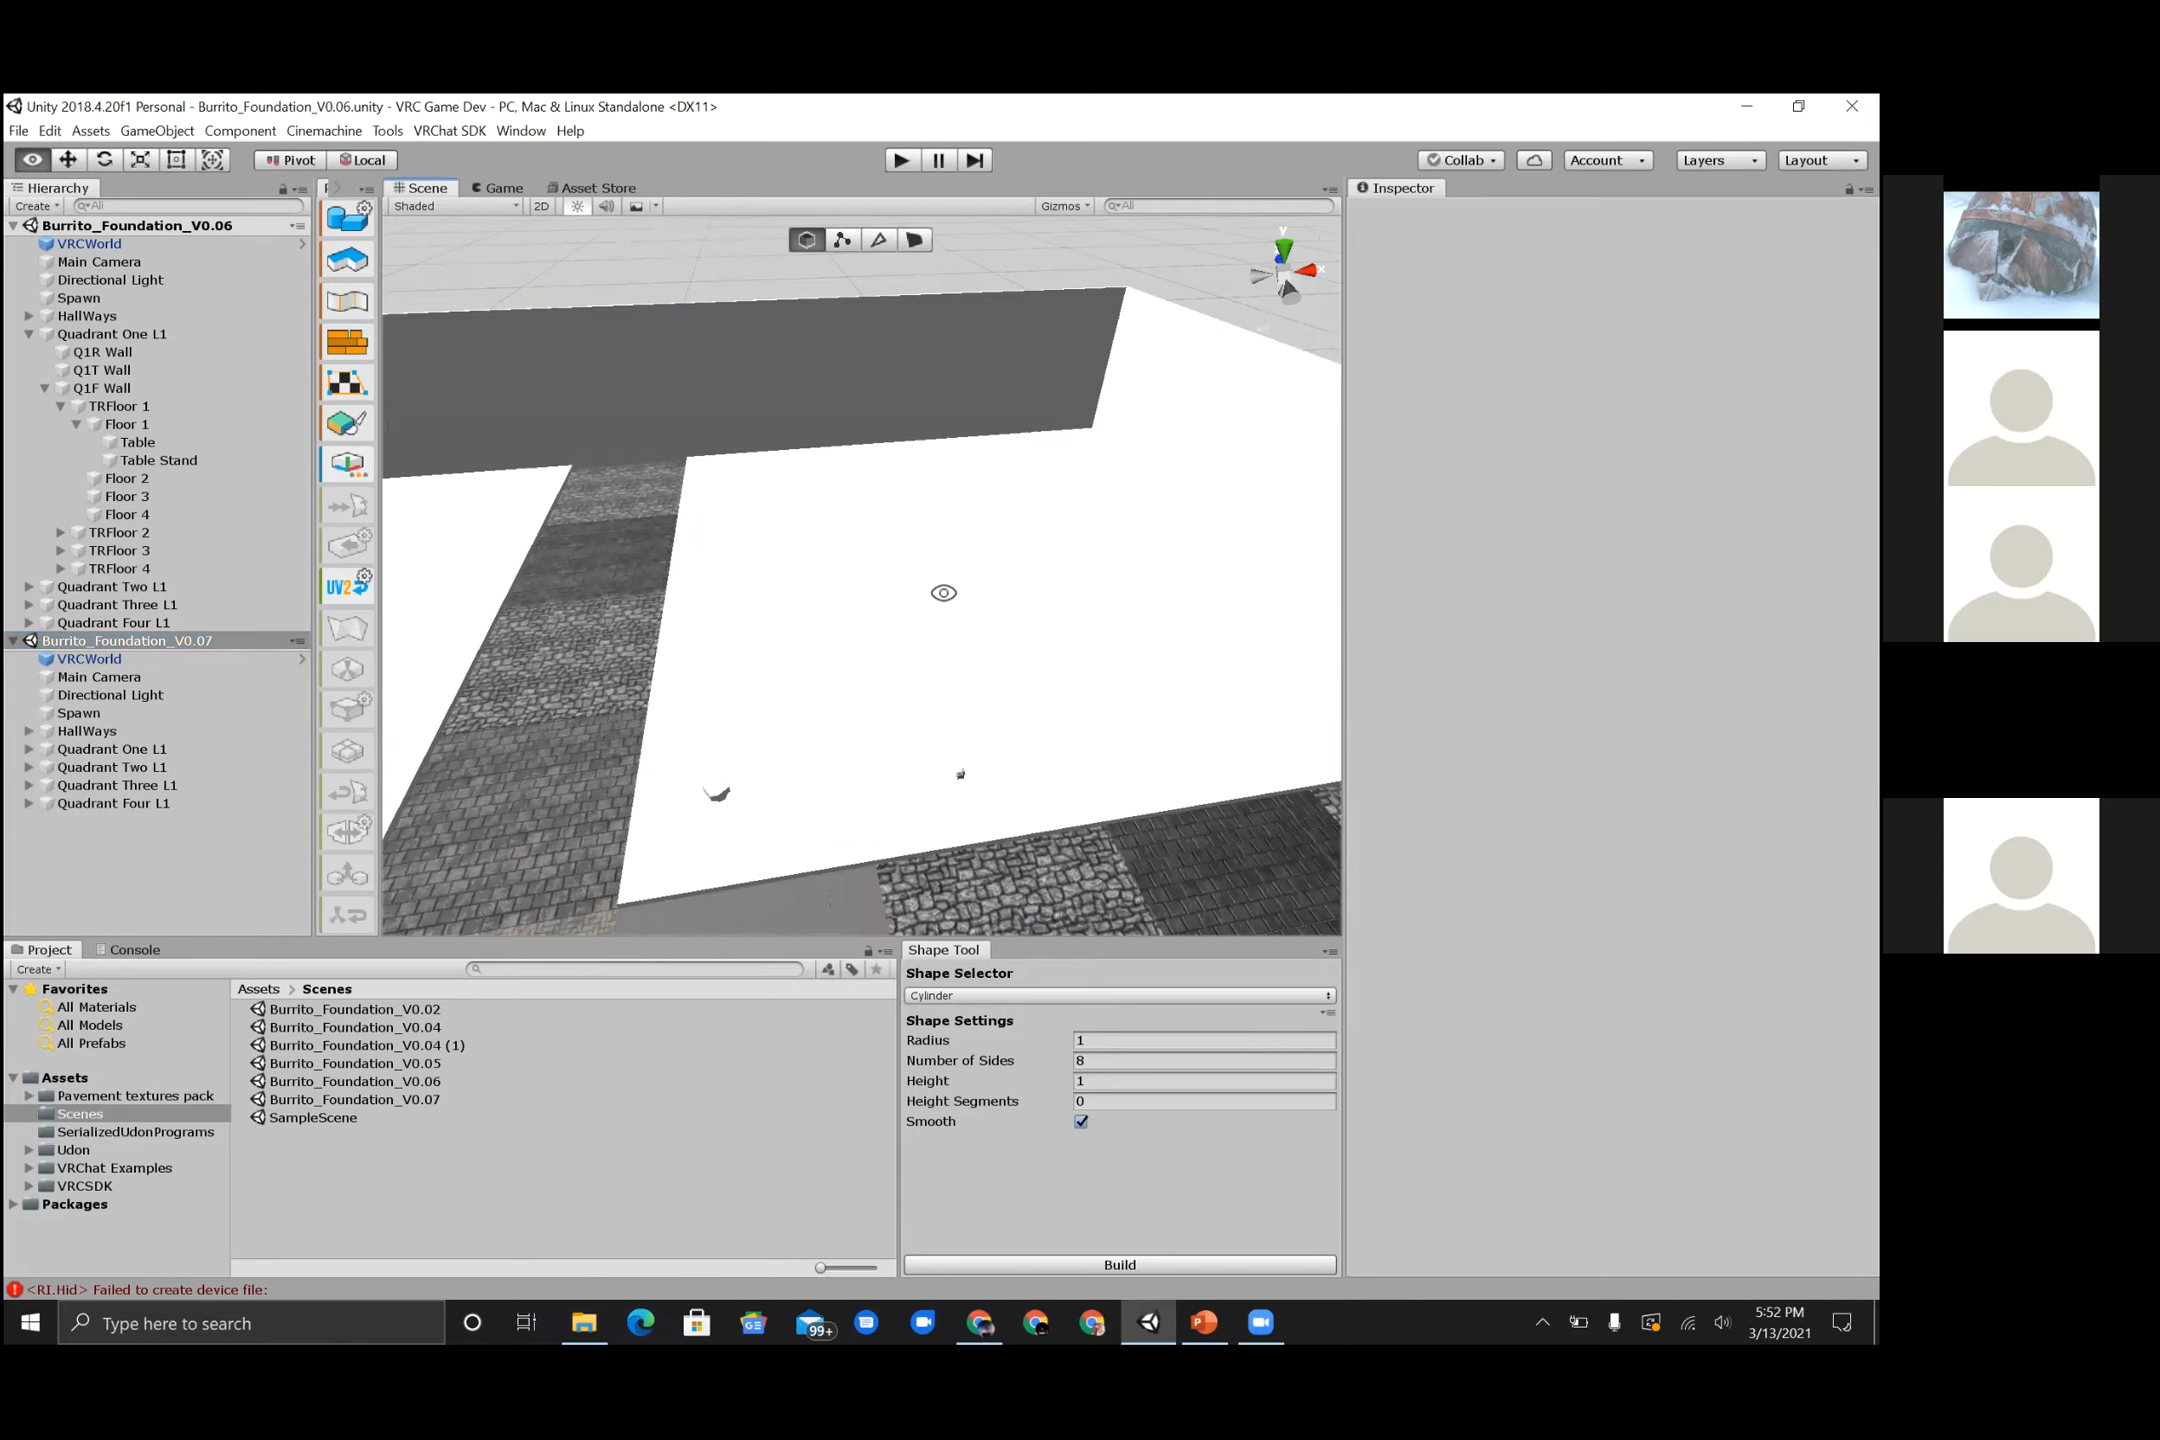 Unity 2018.4.20f1 Personal - Burrito_Foundation_V0.06.unity - VRC Game Dev - PC, Mac & Linux Standalone <DX11>
File Edit Assets GameObject Component Cinemachine Tools VRChat SDK Window Help
Pivot Local Collab Account Layers Layout
Hierarchy
Create All
Burrito_Foundation_V0.06
VRCWorld
Main Camera
Directional Light
Spawn
HallWays
Quadrant One L1
Q1R Wall
Q1T Wall
Q1F Wall
TRFloor 1
Floor 1
Table
Table Stand
Floor 2
Floor 3
Floor 4
TRFloor 2
TRFloor 3
TRFloor 4
Quadrant Two L1
Quadrant Three L1
Quadrant Four L1
Burrito_Foundation_V0.07
VRCWorld
Main Camera
Directional Light
Spawn
HallWays
Quadrant One L1
Quadrant Two L1
Quadrant Three L1
Quadrant Four L1
UV2
Scene Game Asset Store
Shaded 2D Gizmos All
y
x
Inspector
Project Console
Create
Favorites
All Materials
All Models
All Prefabs
Assets
Pavement textures pack
Scenes
SerializedUdonPrograms
Udon
VRChat Examples
VRCSDK
Packages
Assets > Scenes
Burrito_Foundation_V0.02
Burrito_Foundation_V0.04
Burrito_Foundation_V0.04 (1)
Burrito_Foundation_V0.05
Burrito_Foundation_V0.06
Burrito_Foundation_V0.07
SampleScene
Shape Tool
Shape Selector
Cylinder
Shape Settings
Radius 1
Number of Sides 8
Height 1
Height Segments 0
Smooth
Build
<RI.Hid> Failed to create device file:
Type here to search
GE
99+
P
5:52 PM
3/13/2021